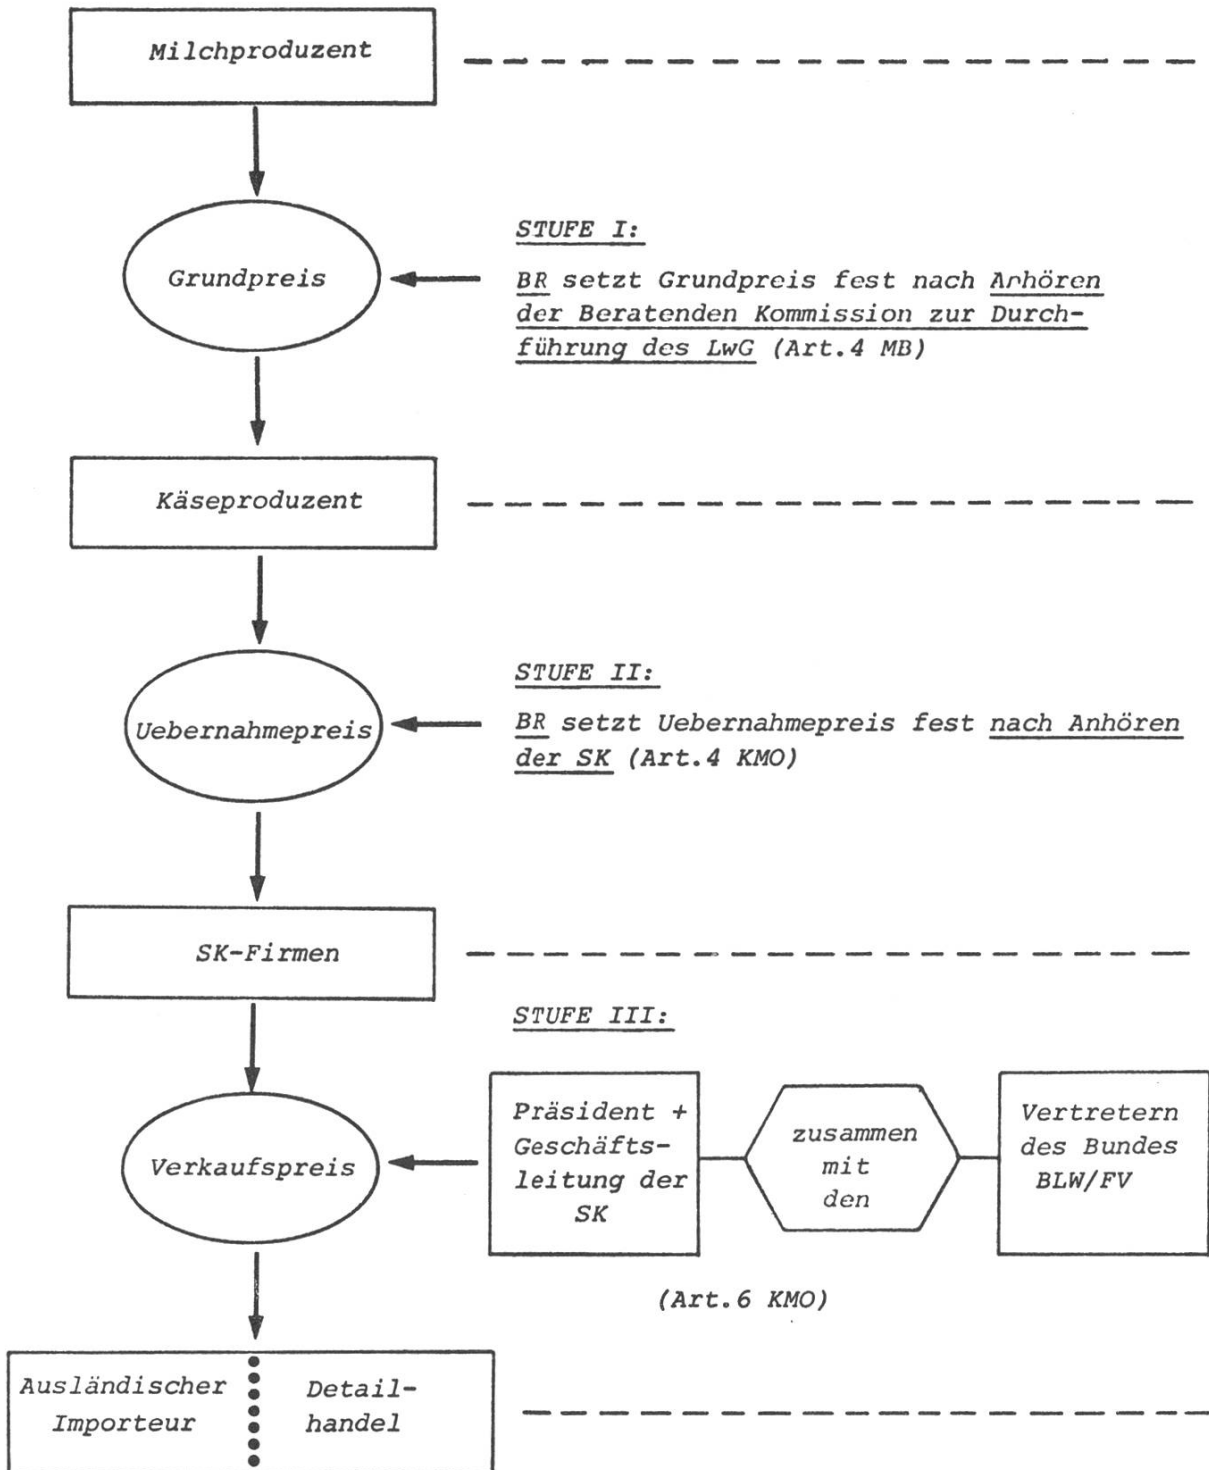 Milchproduzent
Grundpreis
STUFE I:
BR setzt Grundpreis fest nach Anhören
der Beratenden Kommission zur Durch-
führung des LwG (Art.4 MB)
Käseproduzent
Uebernahmepreis
STUFE II:
BR setzt Uebernahmepreis fest nach Anhören
der SK (Art.4 KMO)
SK-Firmen
STUFE III:
Verkaufspreis
Präsident +
Geschäfts-
leitung der
SK
zusammen
mit
den
Vertretern
des Bundes
BLW/FV
(Art.6 KMO)
Ausländischer
Importeur
Detail-
handel